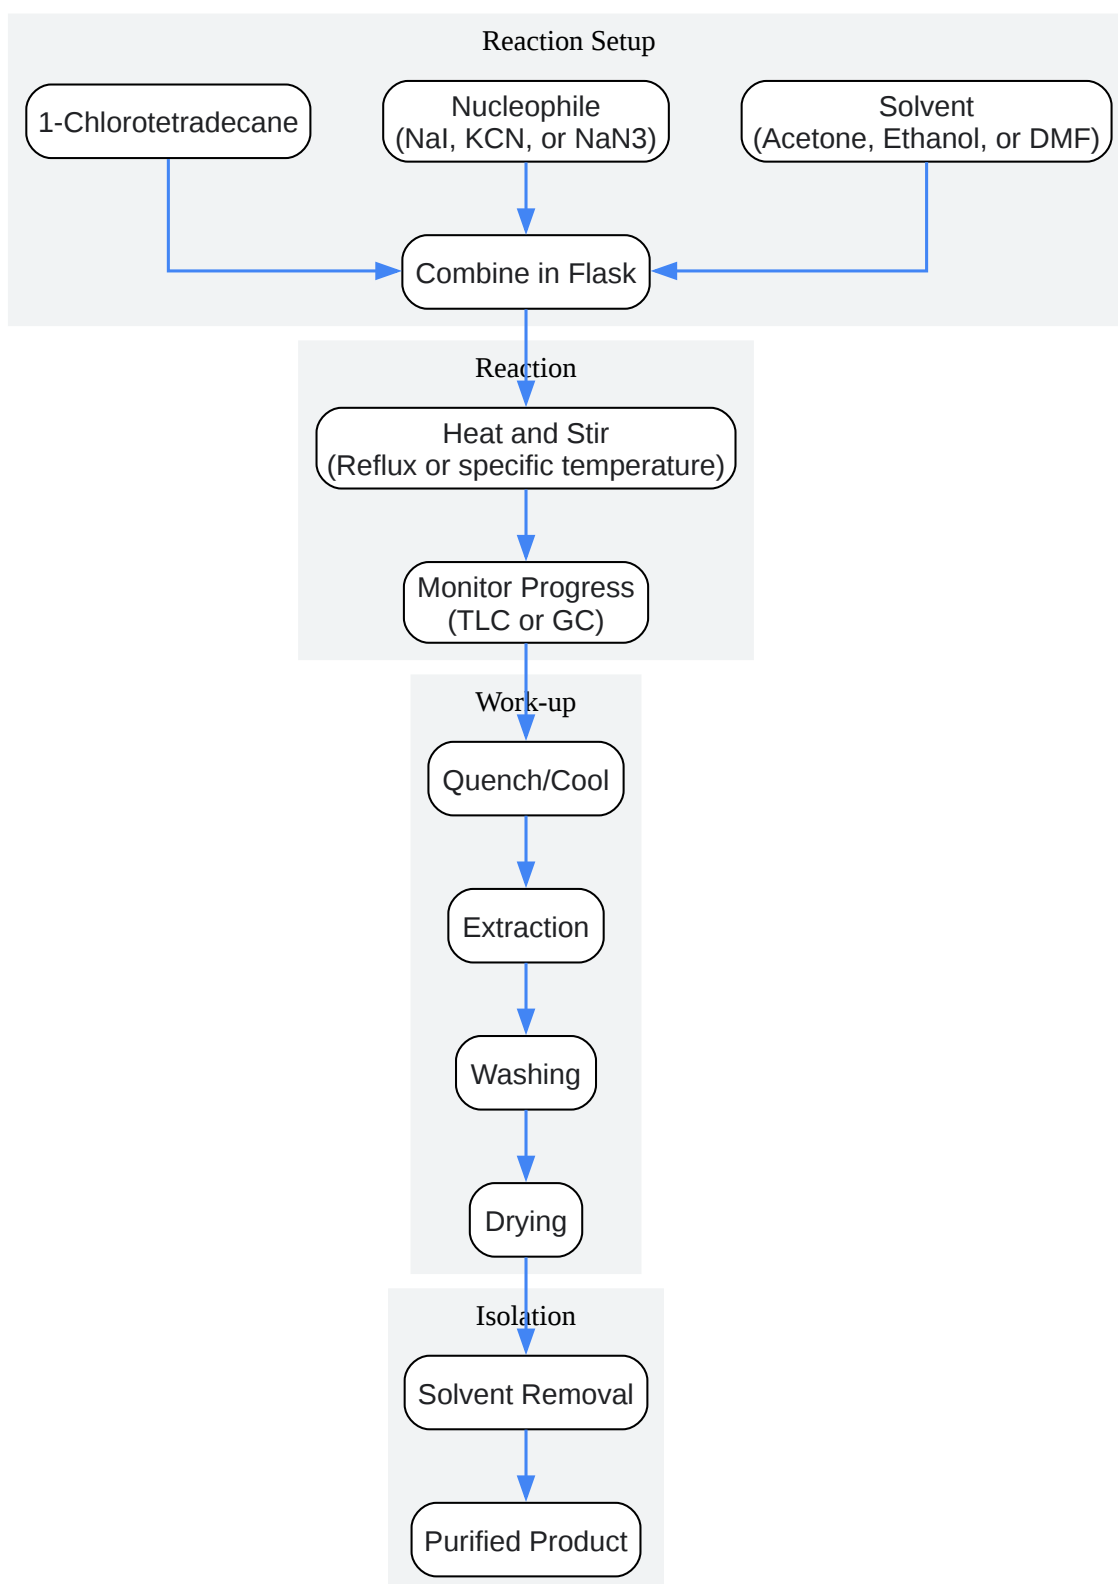 Reaction Setup
1-Chlorotetradecane
Nucleophile
(NaI, KCN, or NaN3)
Solvent
(Acetone, Ethanol, or DMF)
Combine in Flask
Reaction
Heat and Stir
(Reflux or specific temperature)
Monitor Progress
(TLC or GC)
Work-up
Quench/Cool
Extraction
Washing
Drying
Isolation
Solvent Removal
Purified Product